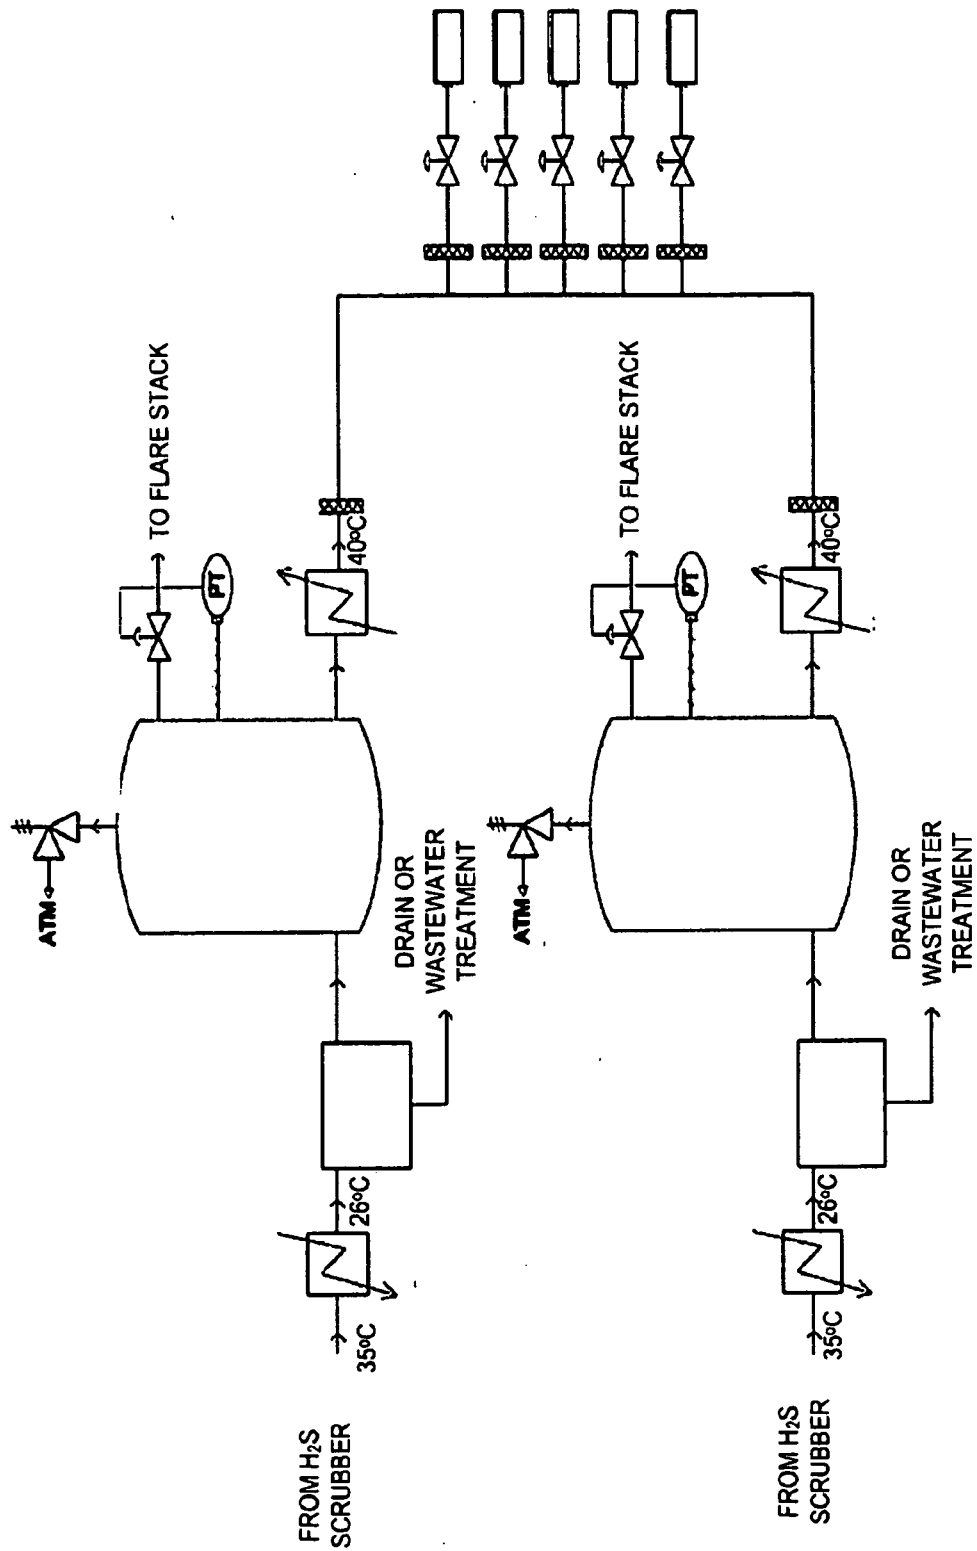 FROM H₂S
SCRUBBER
35°C
26°C
DRAIN OR
WASTEWATER
TREATMENT
ATM
PT
TO FLARE STACK
40°C
FROM H₂S
SCRUBBER
35°C
26°C
DRAIN OR
WASTEWATER
TREATMENT
ATM
PT
TO FLARE STACK
40°C